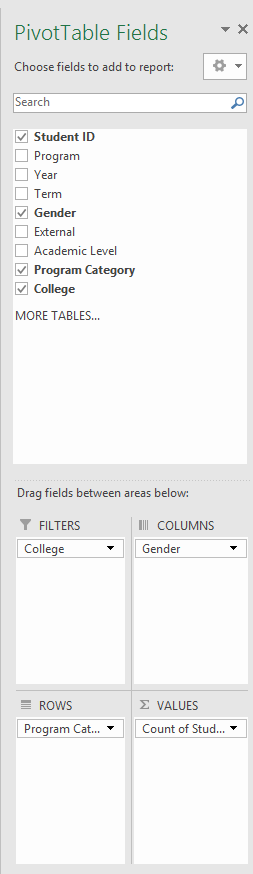 PivotTable Fields
Choose fields to add to report:
Search
Student ID
Program
Year
Term
Gender
External
Academic Level
Program Category
College
MORE TABLES...
Drag fields between areas below:
FILTERS
College
COLUMNS
Gender
ROWS
Program Cat...
VALUES
Count of Stud...